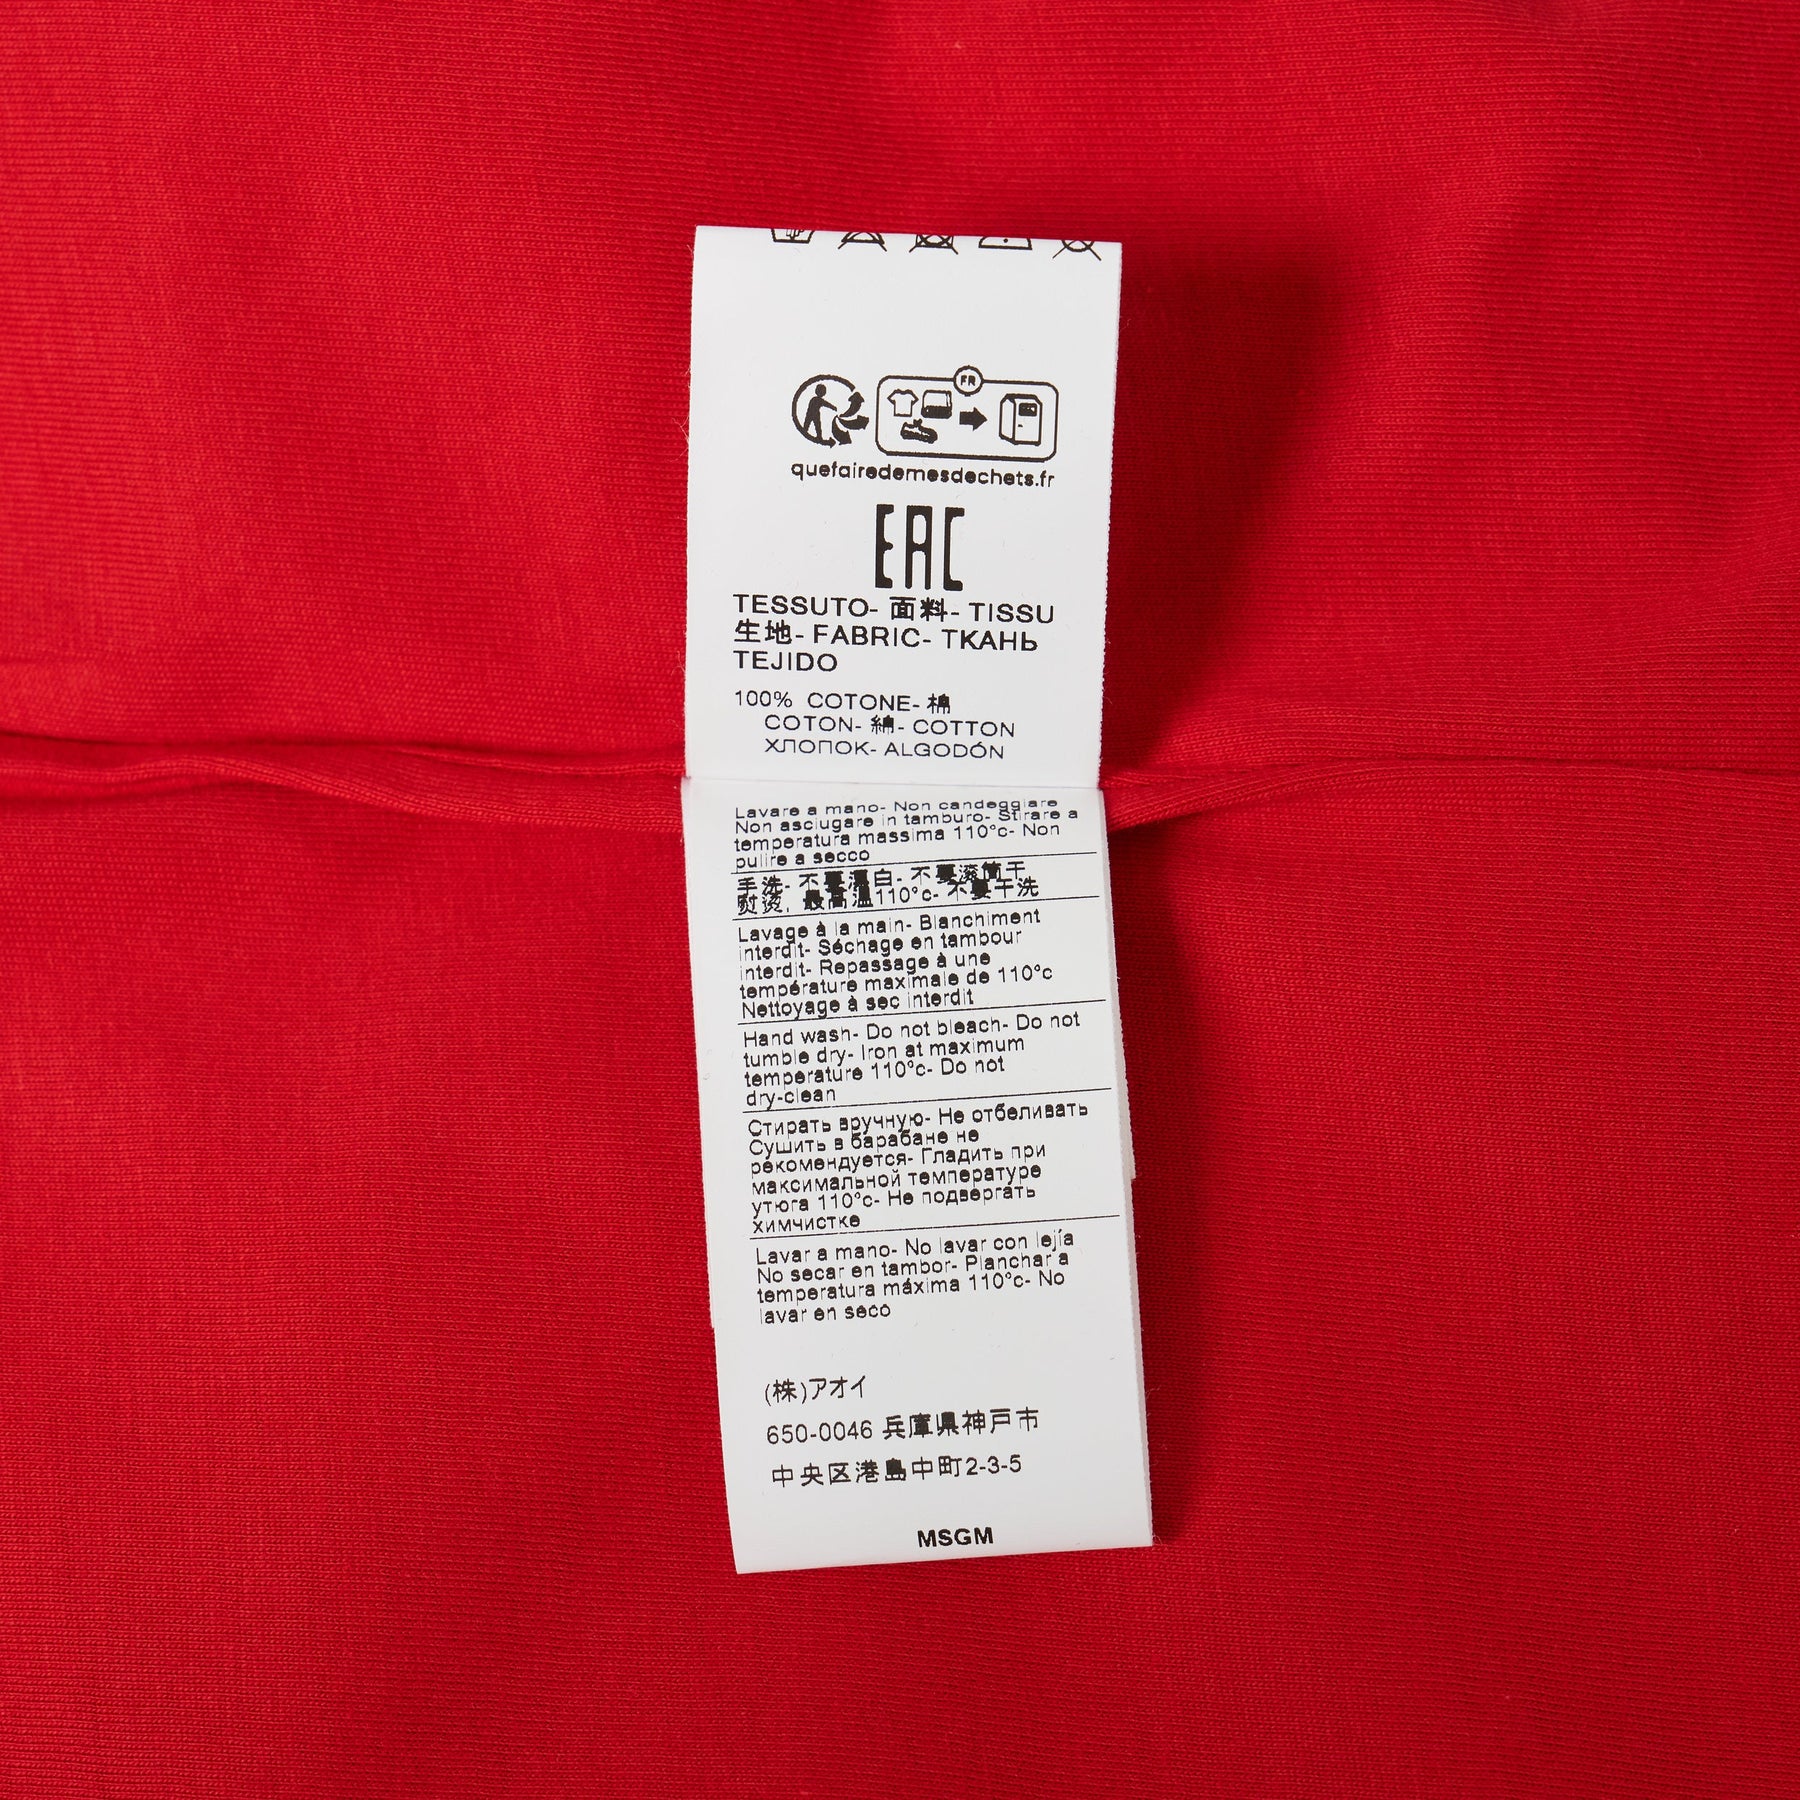 FR
quefairedemesdechets.fr
EAC
TESSUTO- 面料- TISSU
生地- FABRIC- ТКАНЬ
TEJIDO
100% COTONE- 棉
COTON- 綿- COTTON
ХЛОПОК- ALGODÓN
Lavare a mano- Non candeggiare
Non asciugare in tamburo- Stirare a
temperatura massima 110°c- Non
pulire a secco
手洗- 不要漂白- 不要滚筒干
熨烫, 最高温110°c- 不要干洗
Lavage à la main- Blanchiment
interdit- Séchage en tambour
interdit- Repassage à une
température maximale de 110°c
Nettoyage à sec interdit
Hand wash- Do not bleach- Do not
tumble dry- Iron at maximum
temperature 110°c- Do not
dry-clean
Стирать вручную- Не отбеливать
Сушить в барабане не
рекомендуется- Гладить при
максимальной температуре
утюга 110°c- Не подвергать
химчистке
Lavar a mano- No lavar con lejía
No secar en tambor- Planchar a
temperatura máxima 110°c- No
lavar en seco
(株)アオイ
650-0046 兵庫県神戸市
中央区港島中町2-3-5
MSGM